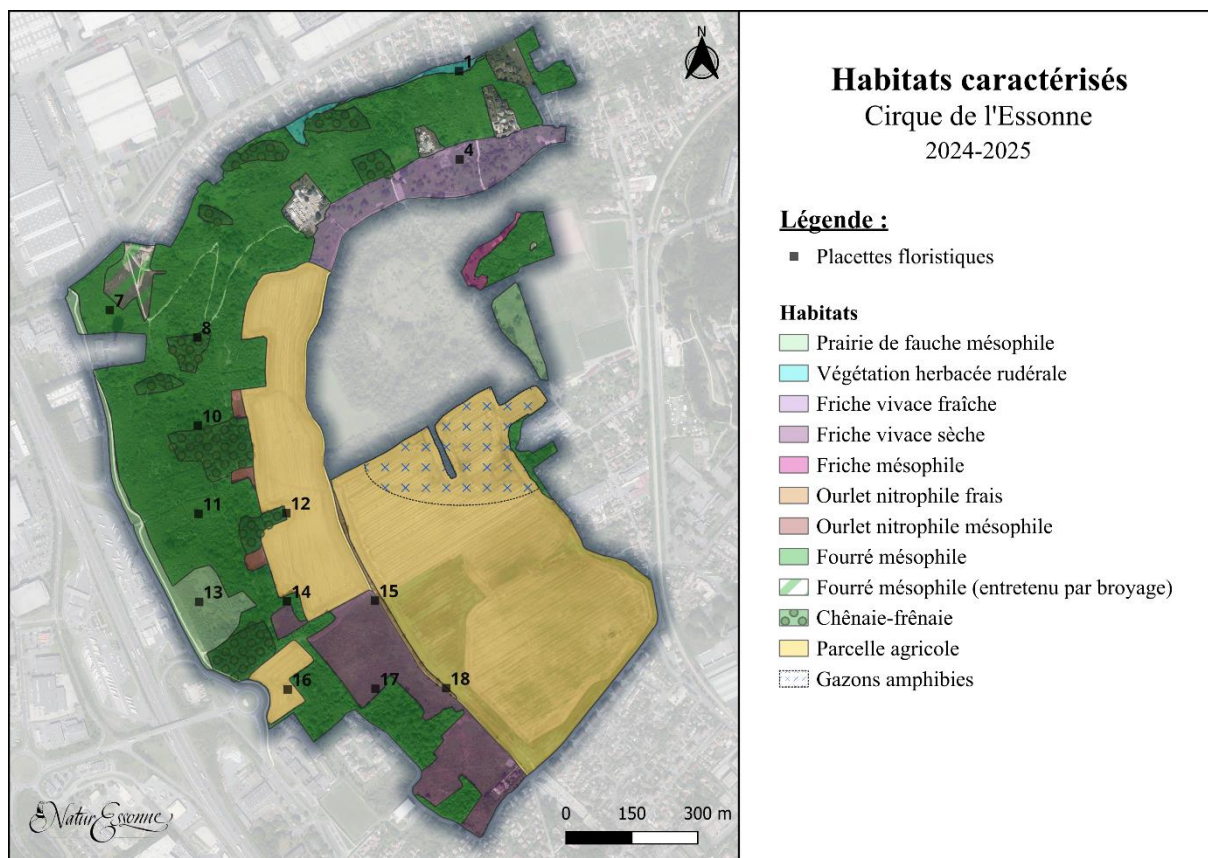 N
1
4
7
8
10
11
12
13
14
15
16
17
18
NaturEssonne
0 150 300 m
Habitats caractérisés
Cirque de l'Essonne
2024-2025
Légende :
Placettes floristiques
Habitats
Prairie de fauche mésophile
Végétation herbacée rudérale
Friche vivace fraîche
Friche vivace sèche
Friche mésophile
Ourlet nitrophile frais
Ourlet nitrophile mésophile
Fourré mésophile
Fourré mésophile (entretenu par broyage)
Chênaie-frênaie
Parcelle agricole
Gazons amphibies